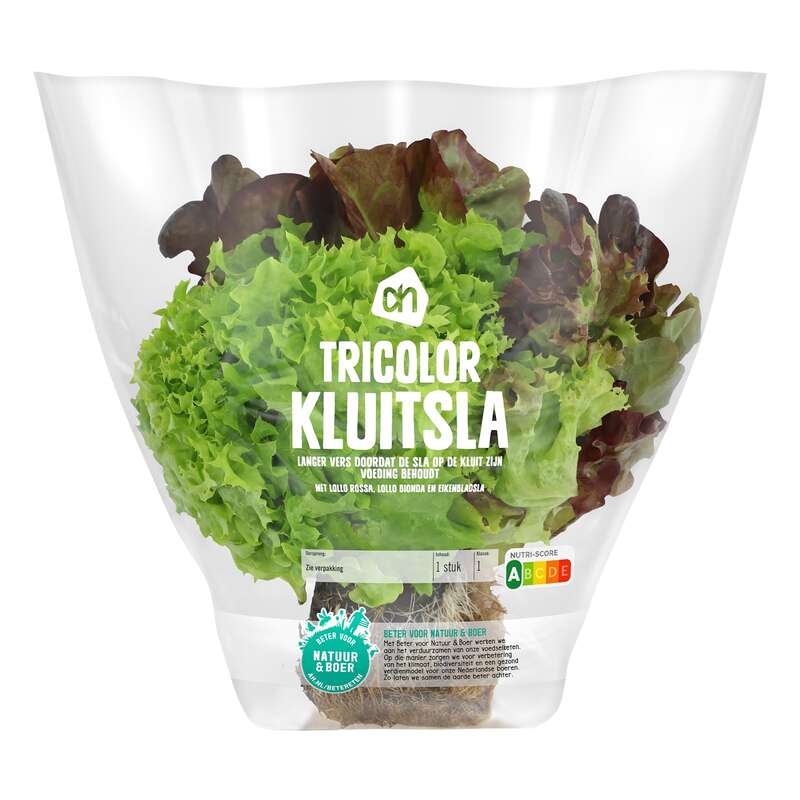 ah
TRICOLOR
KLUITSLA
LANGER VERS DOORDAT DE SLA OP DE KLUIT ZIJN
VOEDING BEHOUDT
MET LOLLO ROSSA, LOLLO BIONDA EN EIKENBLADSLA
Oorsprong: Inhoud: Klasse:
Zie verpakking 1 stuk 1
NUTRI-SCORE
A B C D E
BETER VOOR
NATUUR
& BOER
AH.NL/BETERETEN
BETER VOOR NATUUR & BOER
Met Beter voor Natuur & Boer werken we
aan het verduurzamen van onze voedselketen.
Op die manier zorgen we voor verbetering
van het klimaat, biodiversiteit en een gezond
verdienmodel voor onze Nederlandse boeren.
Zo laten we samen de aarde beter achter.